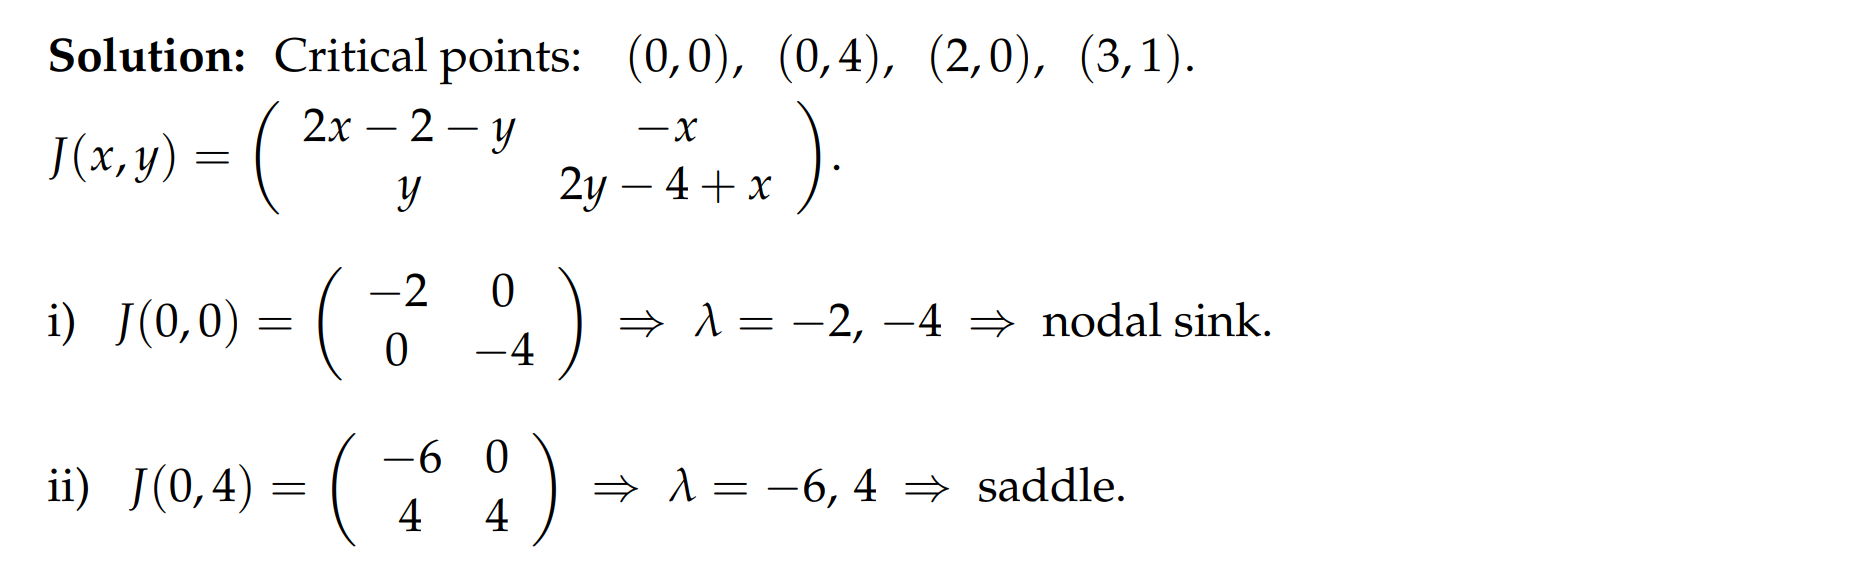 Solution: Critical points: (0,0), (0,4), (2,0), (3,1).
J(x,y) = ( 2x − 2 − y   −x
y   2y − 4 + x ).
i) J(0,0) = ( −2   0
0   −4 ) ⇒ λ = −2, −4 ⇒ nodal sink.
ii) J(0,4) = ( −6   0
4   4 ) ⇒ λ = −6, 4 ⇒ saddle.